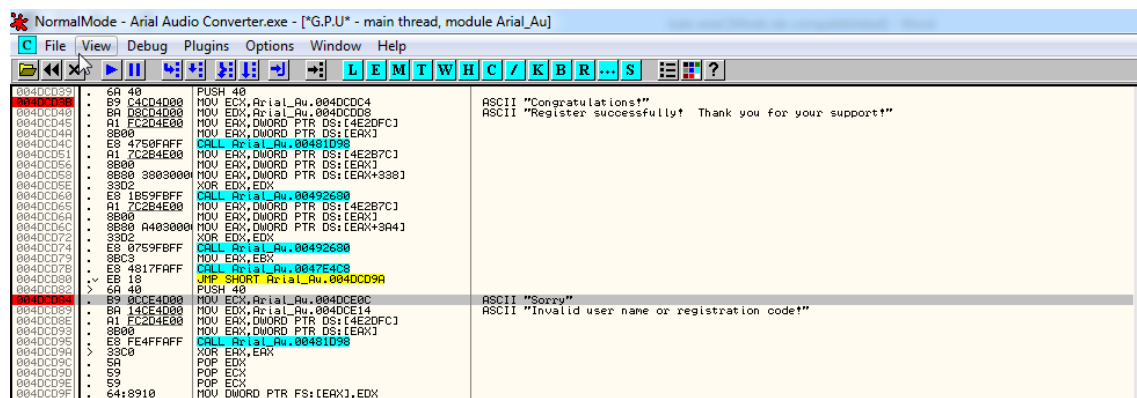 NormalMode - Arial Audio Converter.exe - [*G.P.U* - main thread, module Arial_Au]
C File View Debug Plugins Options Window Help
L E M T W H C / K B R ... S ?
004DCD39 . 6A 40 PUSH 40
004DCD3B . B9 C4CD4D00 MOV ECX,Arial_Au.004DCDC4 ASCII "Congratulations!"
004DCD40 . BA D8CD4D00 MOV EDX,Arial_Au.004DCDD8 ASCII "Register successfully!  Thank you for your support!"
004DCD45 . A1 FC2D4E00 MOV EAX,DWORD PTR DS:[4E2DFC]
004DCD4A . 8B00 MOV EAX,DWORD PTR DS:[EAX]
004DCD4C . E8 4750FAFF CALL Arial_Au.00481D98
004DCD51 . A1 7C2B4E00 MOV EAX,DWORD PTR DS:[4E2B7C]
004DCD56 . 8B00 MOV EAX,DWORD PTR DS:[EAX]
004DCD58 . 8B80 3803000 MOV EAX,DWORD PTR DS:[EAX+338]
004DCD5E . 33D2 XOR EDX,EDX
004DCD60 . E8 1B59FBFF CALL Arial_Au.00492680
004DCD65 . A1 7C2B4E00 MOV EAX,DWORD PTR DS:[4E2B7C]
004DCD6A . 8B00 MOV EAX,DWORD PTR DS:[EAX]
004DCD6C . 8B80 A403000 MOV EAX,DWORD PTR DS:[EAX+3A4]
004DCD72 . 33D2 XOR EDX,EDX
004DCD74 . E8 0759FBFF CALL Arial_Au.00492680
004DCD79 . 8BC3 MOV EAX,EBX
004DCD7B . E8 4817FAFF CALL Arial_Au.0047E4C8
004DCD80 .v EB 18 JMP SHORT Arial_Au.004DCD9A
004DCD82 > 6A 40 PUSH 40
004DCD84 . B9 0CCE4D00 MOV ECX,Arial_Au.004DCE0C ASCII "Sorry"
004DCD89 . BA 14CE4D00 MOV EDX,Arial_Au.004DCE14 ASCII "Invalid user name or registration code!"
004DCD8E . A1 FC2D4E00 MOV EAX,DWORD PTR DS:[4E2DFC]
004DCD93 . 8B00 MOV EAX,DWORD PTR DS:[EAX]
004DCD95 . E8 FE4FFAFF CALL Arial_Au.00481D98
004DCD9A > 33C0 XOR EAX,EAX
004DCD9C . 5A POP EDX
004DCD9D . 59 POP ECX
004DCD9E . 59 POP ECX
004DCD9F . 64:8910 MOV DWORD PTR FS:[EAX],EDX